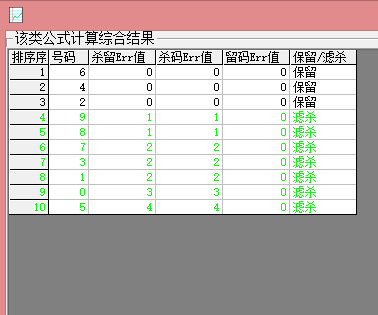 该类公式计算综合结果
排序序 号码 杀留Err值 杀码Err值 留码Err值 保留/滤杀
1 6 0 0 0 保留
2 4 0 0 0 保留
3 2 0 0 0 保留
4 9 1 1 0 滤杀
5 8 1 1 0 滤杀
6 7 2 2 0 滤杀
7 3 2 2 0 滤杀
8 1 2 2 0 滤杀
9 0 3 3 0 滤杀
10 5 4 4 0 滤杀